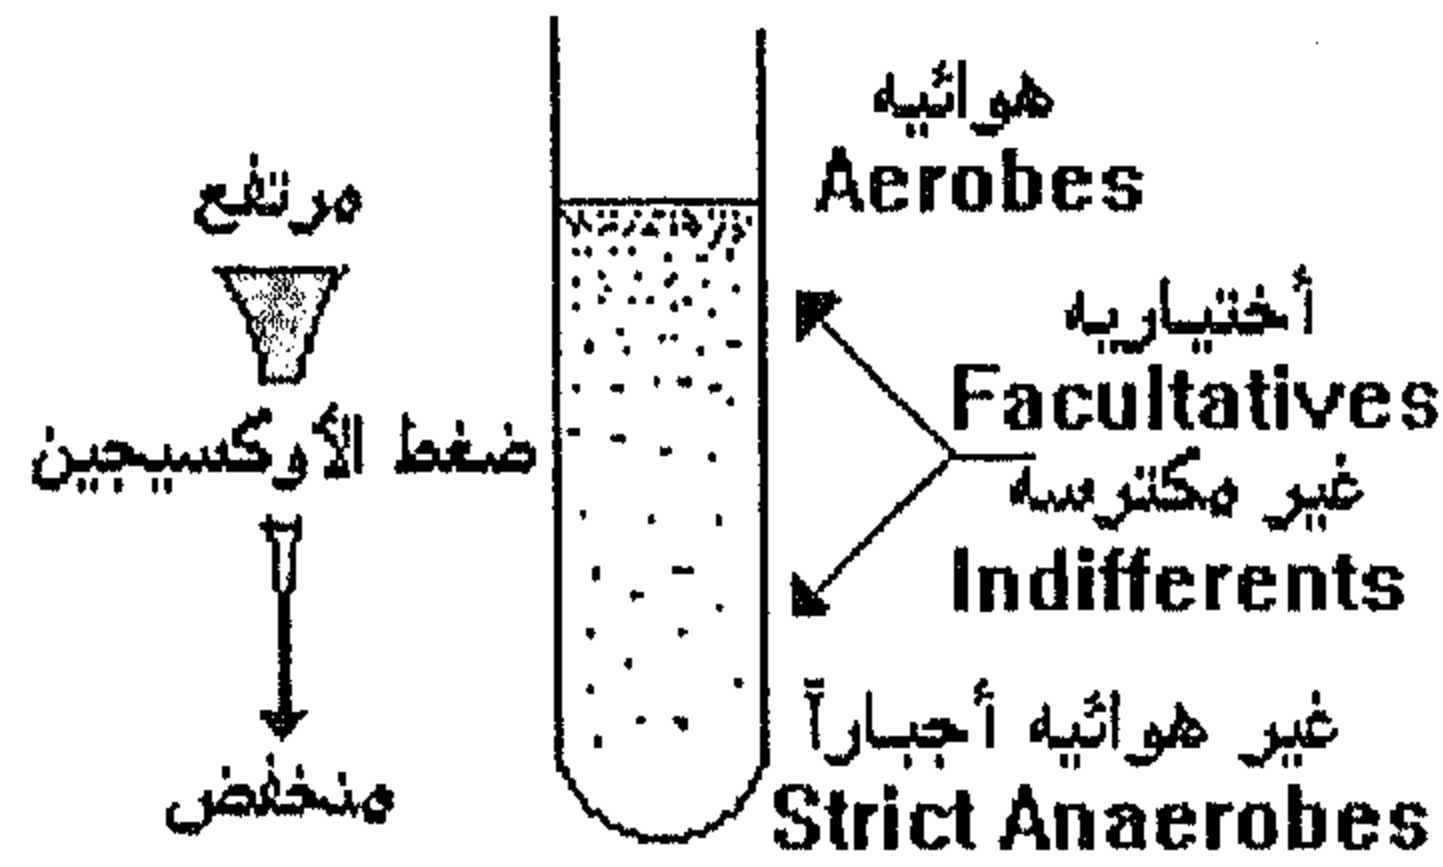 هوائيه
Aerobes
مرتفع
أختياريه
Facultatives
ضغط الأوكسيجين
غير مكترسه
Indifferents
غير هوائيه أجباراً
Strict Anaerobes
منخفض